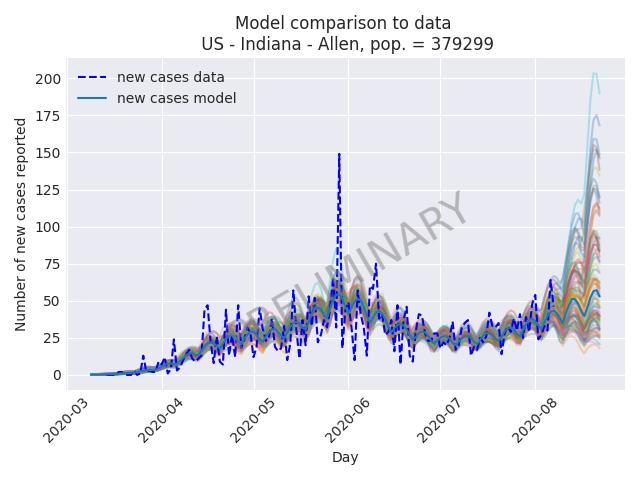 Model comparison to data
US - Indiana - Allen, pop. = 379299
new cases data
new cases model
PRELIMINARY
Number of new cases reported
200
175
150
125
100
75
50
25
0
2020-03
2020-04
2020-05
2020-06
2020-07
2020-08
Day